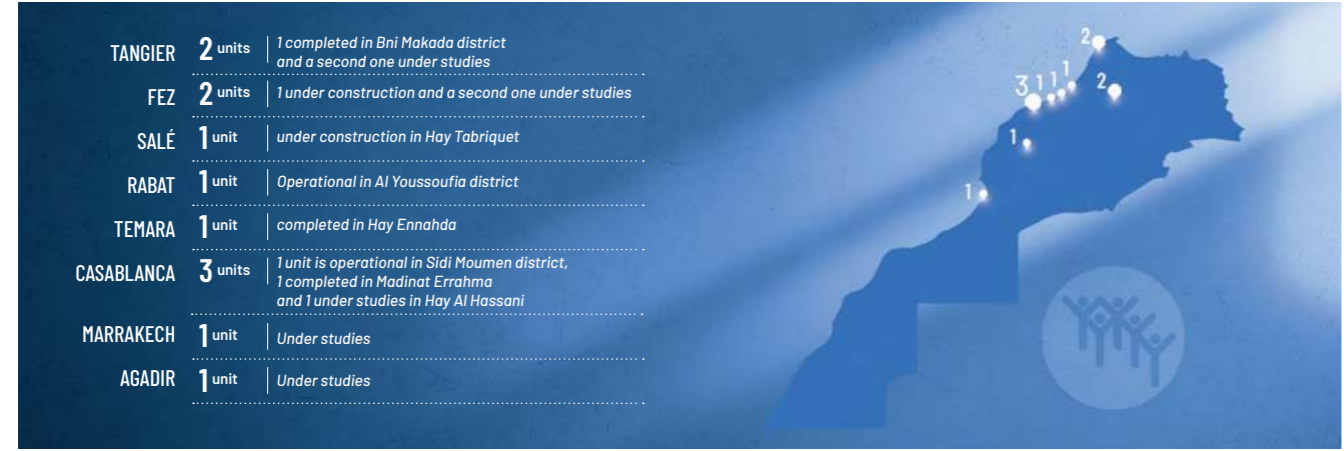 TANGIER 2 units 1 completed in Bni Makada district
and a second one under studies
FEZ 2 units 1 under construction and a second one under studies
SALÉ 1 unit under construction in Hay Tabriquet
RABAT 1 unit Operational in Al Youssoufia district
TEMARA 1 unit completed in Hay Ennahda
CASABLANCA 3 units 1 unit is operational in Sidi Moumen district,
1 completed in Madinat Errahma
and 1 under studies in Hay Al Hassani
MARRAKECH 1 unit Under studies
AGADIR 1 unit Under studies
2
3 1 1 1
2
1
1